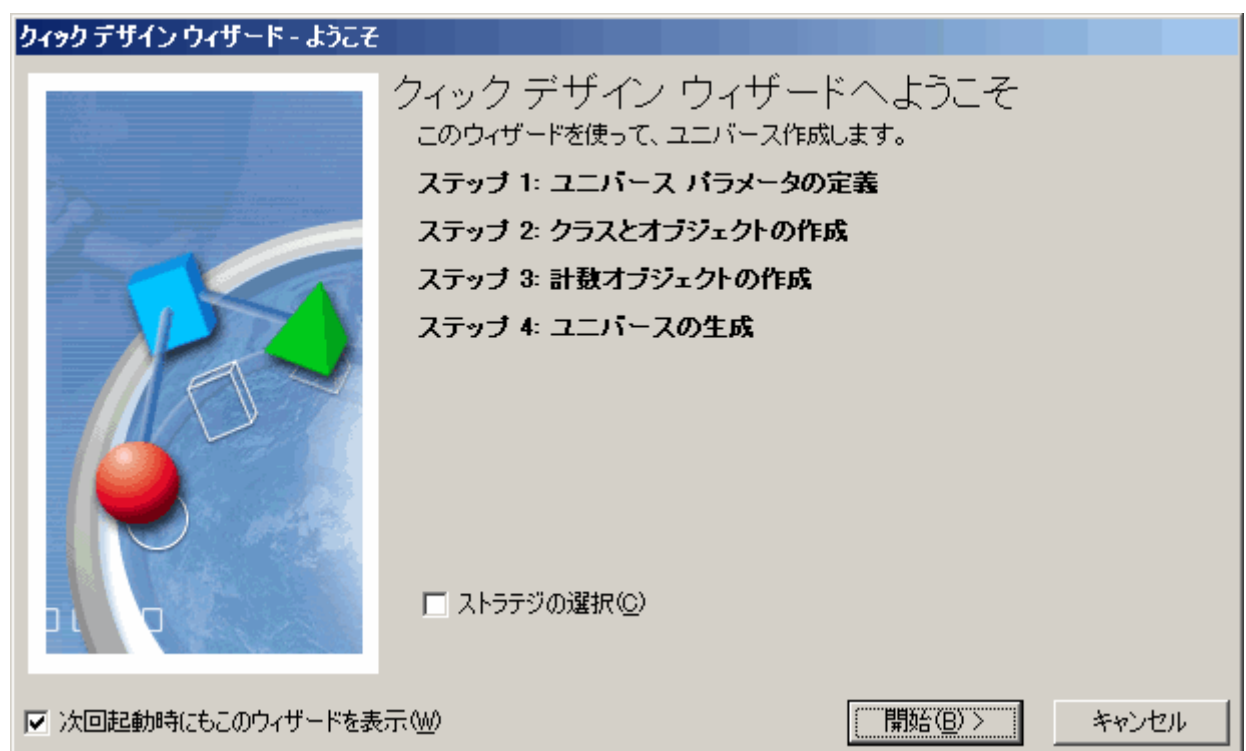 クィック デザイン ウィザード - ようこそ
クィック デザイン ウィザードへようこそ
このウィザードを使って、ユニバース作成します。
ステップ 1: ユニバース パラメータの定義
ステップ 2: クラスとオブジェクトの作成
ステップ 3: 計数オブジェクトの作成
ステップ 4: ユニバースの生成
ストラテジの選択(C)
次回起動時にもこのウィザードを表示(W)
開始(B) >
キャンセル